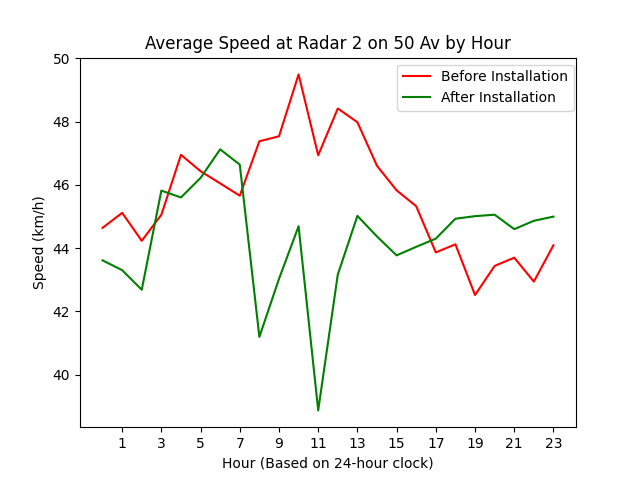 Average Speed at Radar 2 on 50 Av by Hour
Before Installation
After Installation
Speed (km/h)
50
48
46
44
42
40
1 3 5 7 9 11 13 15 17 19 21 23
Hour (Based on 24-hour clock)